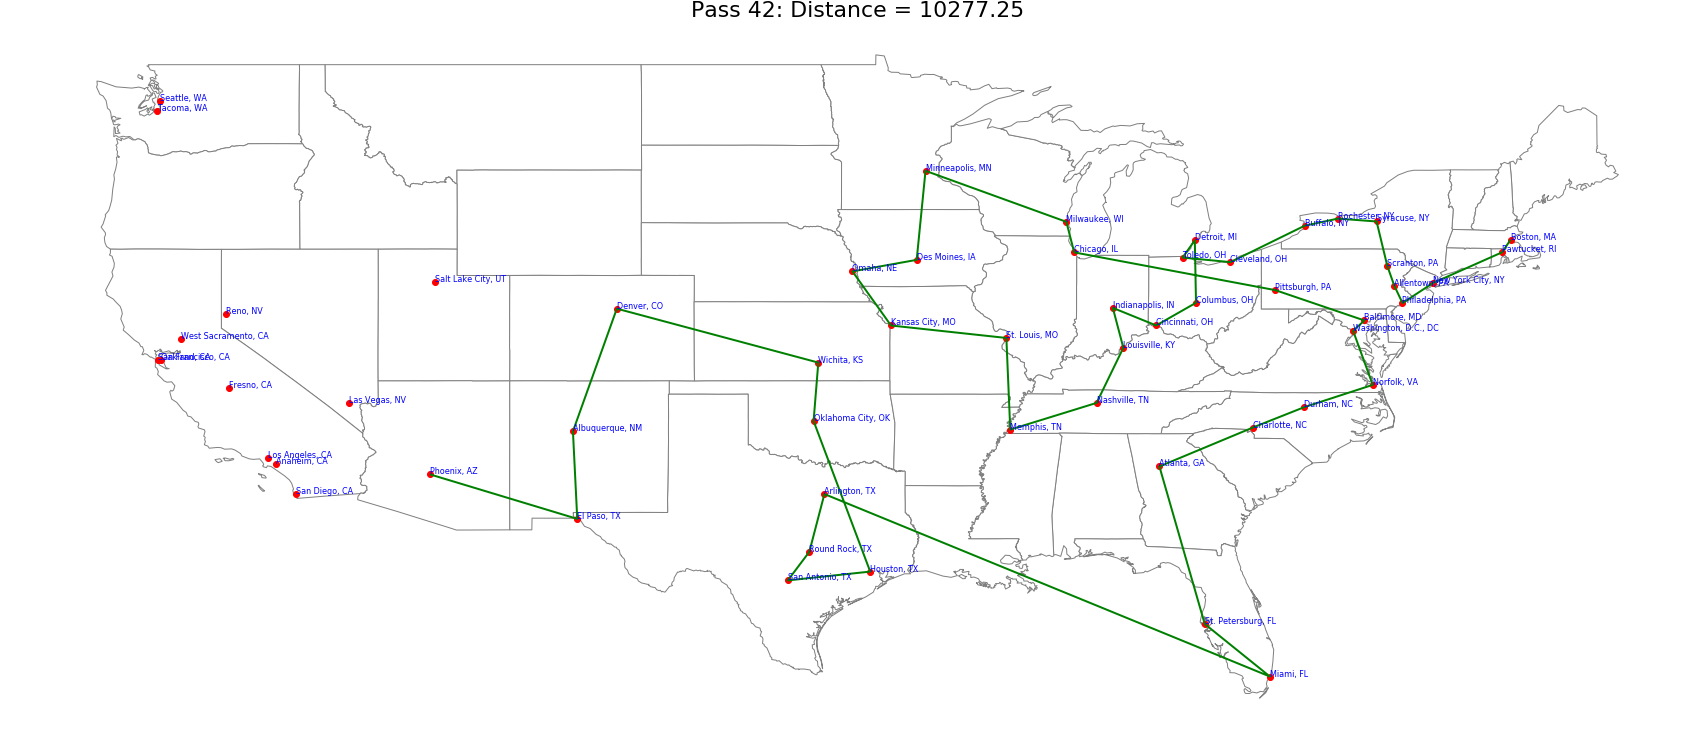 Pass 42: Distance = 10277.25
Seattle, WA
Tacoma, WA
Minneapolis, MN
Milwaukee, WI
Rochester, NY
Syracuse, NY
Buffalo, NY
Detroit, MI
Boston, MA
Chicago, IL
Pawtucket, RI
Toledo, OH
Cleveland, OH
Des Moines, IA
Scranton, PA
Omaha, NE
Salt Lake City, UT
New York City, NY
Allentown, PA
Pittsburgh, PA
Philadelphia, PA
Columbus, OH
Indianapolis, IN
Denver, CO
Reno, NV
Baltimore, MD
Cincinnati, OH
Kansas City, MO
Washington, D.C., DC
West Sacramento, CA
St. Louis, MO
Louisville, KY
San Francisco, CA
Wichita, KS
Fresno, CA
Norfolk, VA
Las Vegas, NV
Nashville, TN
Durham, NC
Oklahoma City, OK
Charlotte, NC
Albuquerque, NM
Memphis, TN
Los Angeles, CA
Anaheim, CA
Atlanta, GA
Phoenix, AZ
San Diego, CA
Arlington, TX
El Paso, TX
Round Rock, TX
Houston, TX
San Antonio, TX
St. Petersburg, FL
Miami, FL